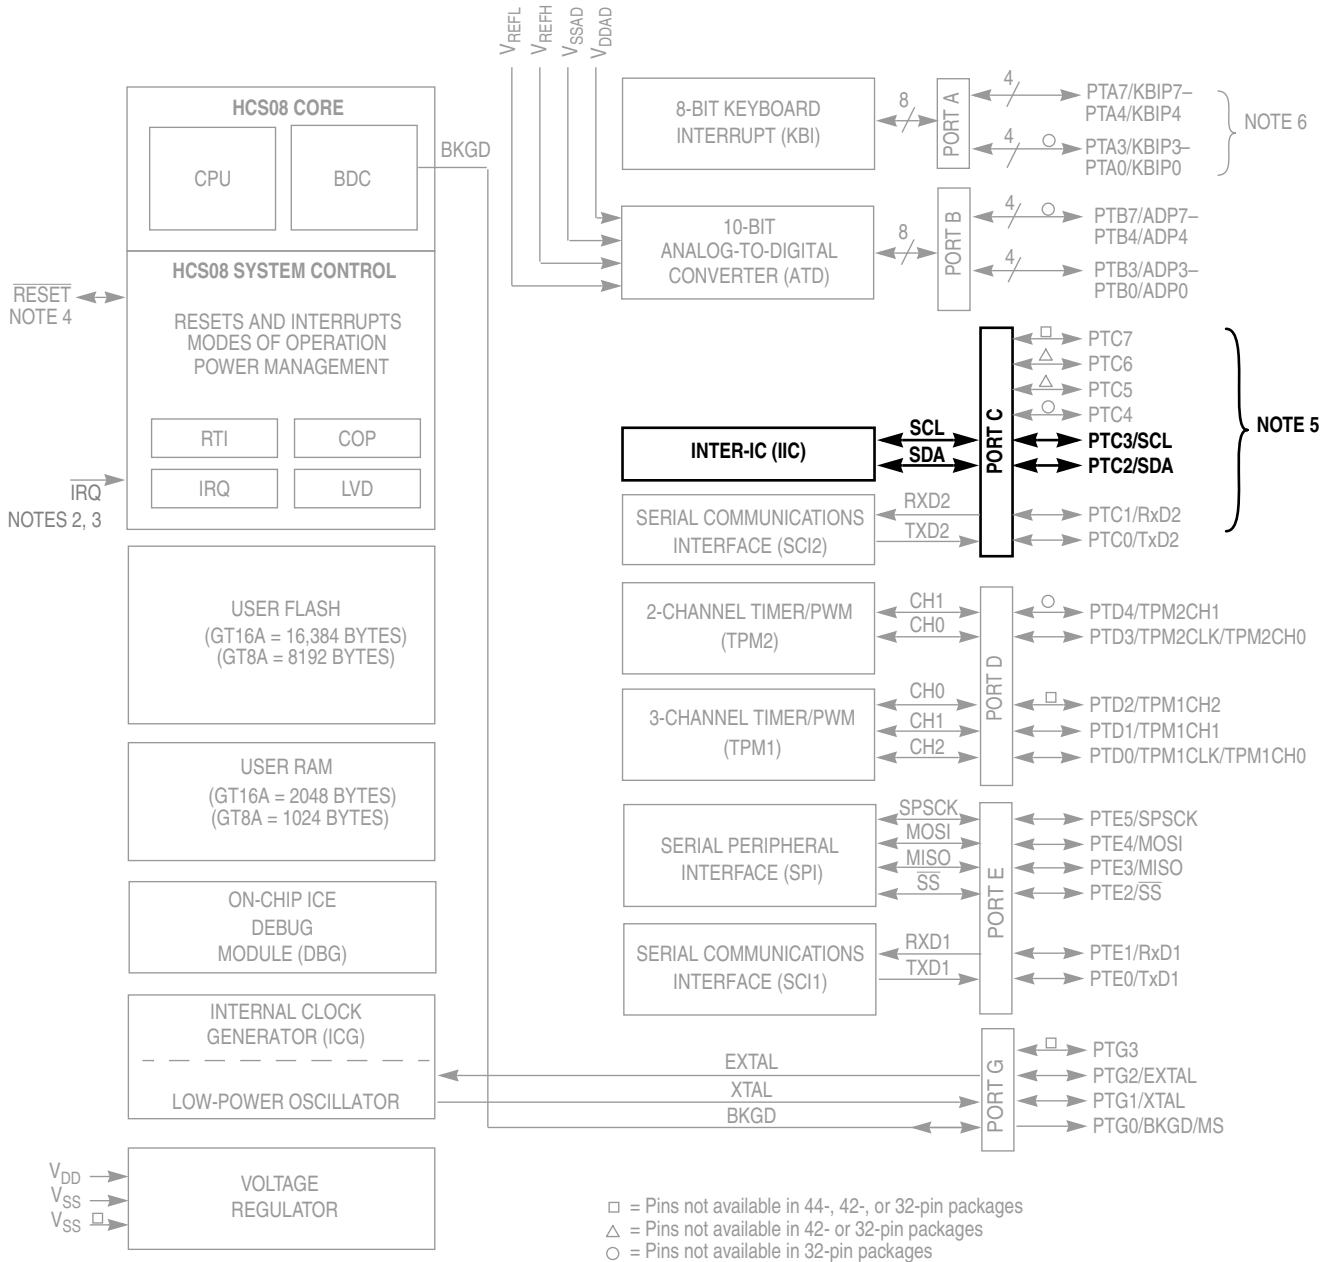 V_REFL
V_REFH
V_SSAD
V_DDAD
HCS08 CORE
CPU
BDC
BKGD
HCS08 SYSTEM CONTROL
RESET
NOTE 4
RESETS AND INTERRUPTS
MODES OF OPERATION
POWER MANAGEMENT
RTI
COP
IRQ
LVD
IRQ
NOTES 2, 3
USER FLASH
(GT16A = 16,384 BYTES)
(GT8A = 8192 BYTES)
USER RAM
(GT16A = 2048 BYTES)
(GT8A = 1024 BYTES)
ON-CHIP ICE
DEBUG
MODULE (DBG)
INTERNAL CLOCK
GENERATOR (ICG)
LOW-POWER OSCILLATOR
V_DD
V_SS
V_SS
VOLTAGE
REGULATOR
8-BIT KEYBOARD
INTERRUPT (KBI)
8
PORT A
4
PTA7/KBIP7–
PTA4/KBIP4
4
PTA3/KBIP3–
PTA0/KBIP0
NOTE 6
10-BIT
ANALOG-TO-DIGITAL
CONVERTER (ATD)
8
PORT B
4
PTB7/ADP7–
PTB4/ADP4
4
PTB3/ADP3–
PTB0/ADP0
INTER-IC (IIC)
SCL
SDA
PORT C
PTC7
PTC6
PTC5
PTC4
PTC3/SCL
PTC2/SDA
PTC1/RxD2
PTC0/TxD2
NOTE 5
SERIAL COMMUNICATIONS
INTERFACE (SCI2)
RXD2
TXD2
2-CHANNEL TIMER/PWM
(TPM2)
CH1
CH0
PORT D
PTD4/TPM2CH1
PTD3/TPM2CLK/TPM2CH0
3-CHANNEL TIMER/PWM
(TPM1)
CH0
CH1
CH2
PTD2/TPM1CH2
PTD1/TPM1CH1
PTD0/TPM1CLK/TPM1CH0
SERIAL PERIPHERAL
INTERFACE (SPI)
SPSCK
MOSI
MISO
SS
PORT E
PTE5/SPSCK
PTE4/MOSI
PTE3/MISO
PTE2/SS
SERIAL COMMUNICATIONS
INTERFACE (SCI1)
RXD1
TXD1
PTE1/RxD1
PTE0/TxD1
EXTAL
XTAL
BKGD
PORT G
PTG3
PTG2/EXTAL
PTG1/XTAL
PTG0/BKGD/MS
= Pins not available in 44-, 42-, or 32-pin packages
= Pins not available in 42- or 32-pin packages
= Pins not available in 32-pin packages